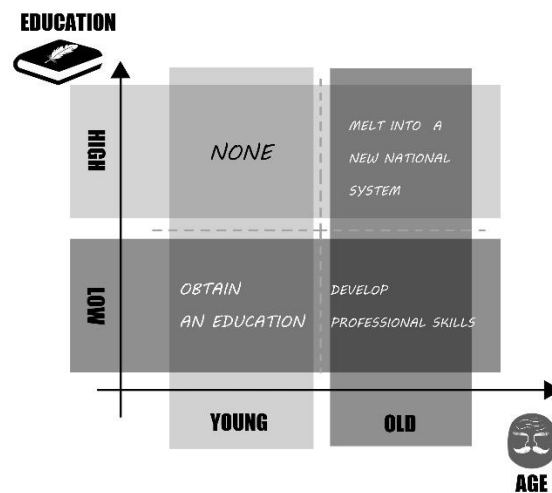 EDUCATION
HIGH
NONE
MELT INTO A
NEW NATIONAL
SYSTEM
LOW
OBTAIN
AN EDUCATION
DEVELOP
PROFESSIONAL SKILLS
YOUNG
OLD
AGE